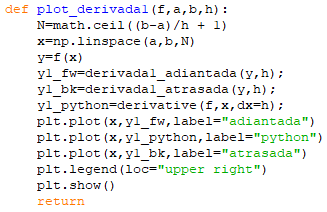 def plot_derivada1(f,a,b,h):
    N=math.ceil((b-a)/h + 1)
    x=np.linspace(a,b,N)
    y=f(x)
    y1_fw=derivada1_adiantada(y,h);
    y1_bk=derivada1_atrasada(y,h);
    y1_python=derivative(f,x,dx=h);
    plt.plot(x,y1_fw,label="adiantada")
    plt.plot(x,y1_python,label="python")
    plt.plot(x,y1_bk,label="atrasada")
    plt.legend(loc="upper right")
    plt.show()
    return